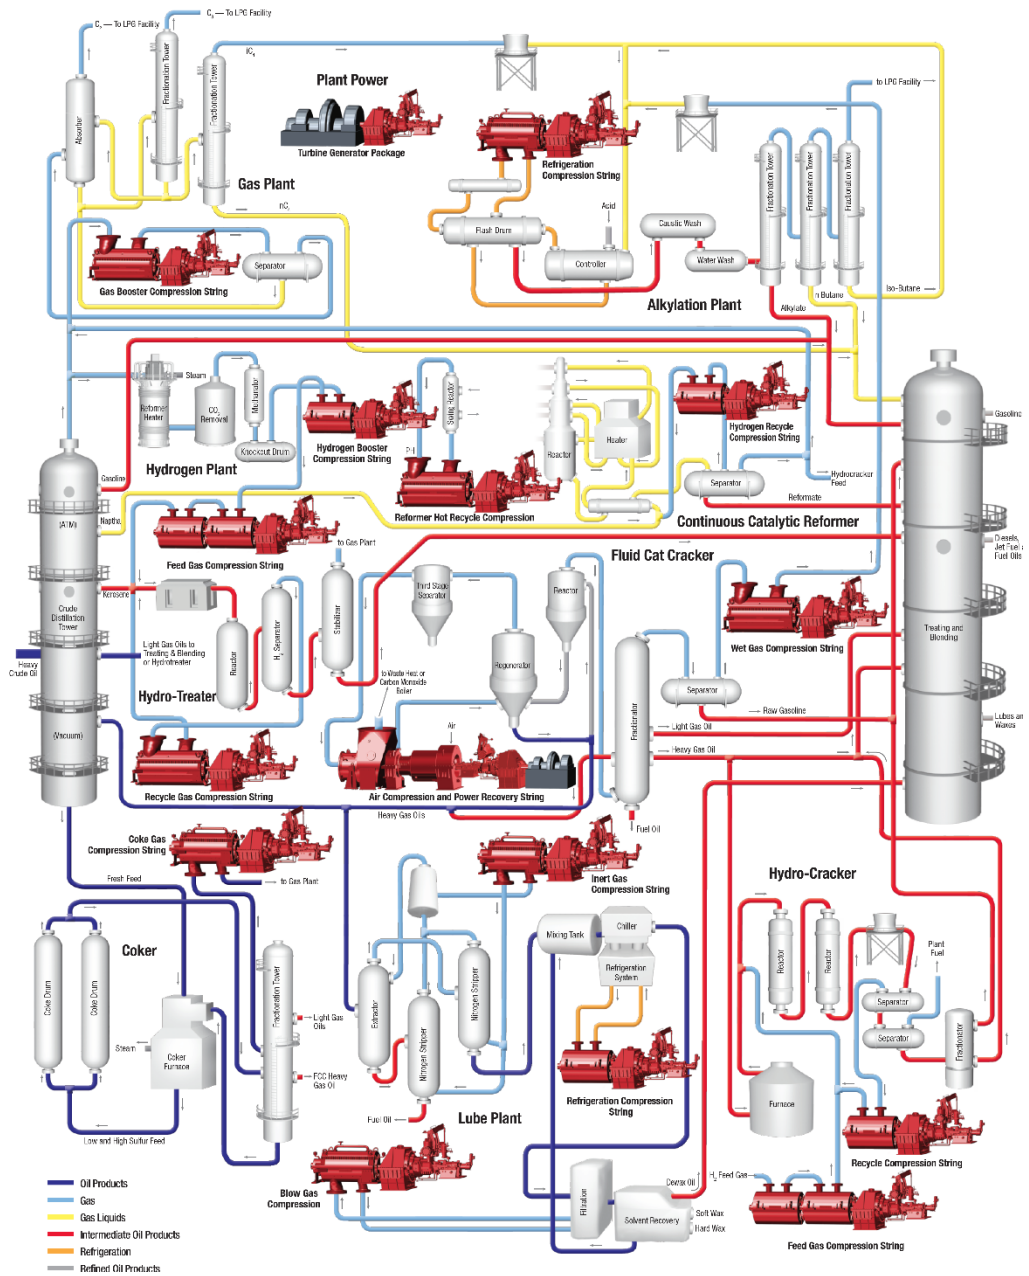 C₃ — To LPG Facility
C₄ — To LPG Facility
Absorber
Fractionation Tower
Fractionation Tower
iC₄
Plant Power
Turbine Generator Package
Gas Plant
nC₄
Refrigeration
Compression String
Flash Drum
Acid
Controller
Caustic Wash
Water Wash
to LPG Facility
Fractionation Tower
Fractionation Tower
Fractionation Tower
n Butane
Iso-Butane
Alkylate
Alkylation Plant
Gas Booster Compression String
Separator
Steam
Reformer
Heater
CO₂
Removal
Methanator
Knockout Drum
Hydrogen Plant
Hydrogen Booster
Compression String
Swing Reactor
Reformer Hot Recycle Compression
Reactor
Heater
Hydrogen Recycle
Compression String
Separator
Hydrocracker
Feed
Reformate
Continuous Catalytic Reformer
Gasoline
(ATM)
Naptha
Kerosene
Crude
Distillation
Tower
Heavy
Crude Oil
(Vacuum)
Light Gas Oils to
Treating & Blending
or Hydrotreater
Feed Gas Compression String
to Gas Plant
Reactor
H₂ Separator
Stabilizer
Hydro-Treater
Recycle Gas Compression String
Fluid Cat Cracker
Third Stage
Separator
Reactor
Regenerator
to Waste Heat or
Carbon Monoxide
Boiler
Air
Air Compression and Power Recovery String
Heavy Gas Oils
Fractionator
Fuel Oil
Wet Gas Compression String
Separator
Raw Gasoline
Light Gas Oil
Heavy Gas Oil
Gasoline
Diesels,
Jet Fuel
Fuel Oils
Treating and
Blending
Lubes
Waxes
Coke Gas
Compression String
to Gas Plant
Fresh Feed
Coker
Coke Drum
Coke Drum
Steam
Coker
Furnace
Low and High Sulfur Feed
Fractionation Tower
Light Gas
Oils
FCC Heavy
Gas Oil
Inert Gas
Compression String
Extractor
Nitrogen Stripper
Nitrogen Stripper
Fuel Oil
Lube Plant
Mixing Tank
Chiller
Refrigeration
System
Refrigeration Compression
String
Blow Gas
Compression
Filtration
Dewax Oil
Solvent Recovery
Soft Wax
Hard Wax
Hydro-Cracker
Reactor
Reactor
Plant
Fuel
Separator
Separator
Fractionator
Furnace
Recycle Compression String
H₂ Feed Gas
Feed Gas Compression String
Oil Products
Gas
Gas Liquids
Intermediate Oil Products
Refrigeration
Refined Oil Products